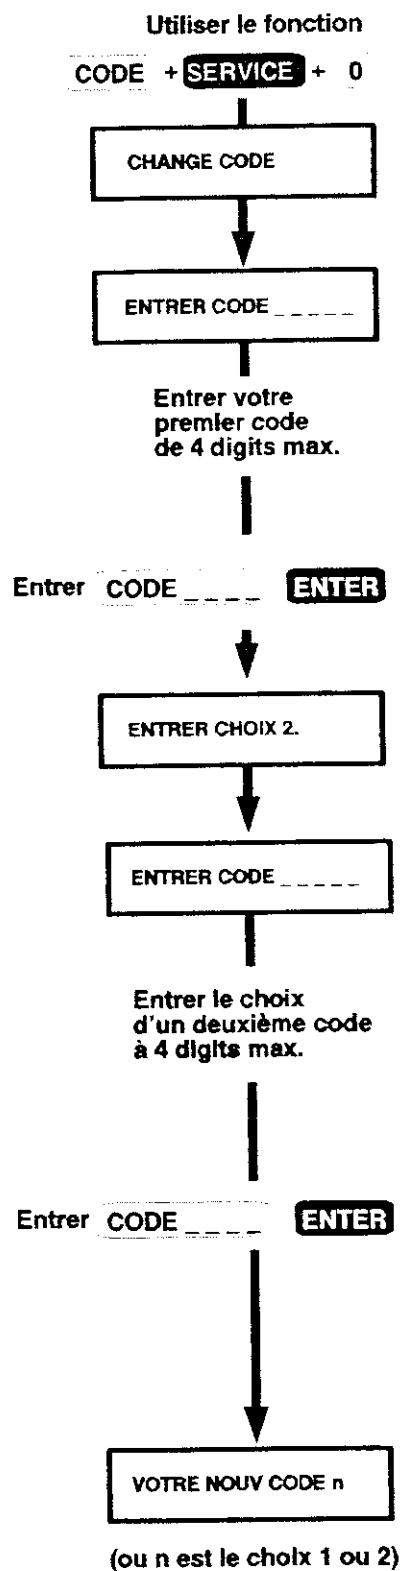 Utiliser le fonction
CODE + SERVICE + 0
CHANGE CODE
ENTRER CODE _ _ _ _ _
Entrer votre
premier code
de 4 digits max.
Entrer CODE _ _ _ _ ENTER
ENTRER CHOIX 2.
ENTRER CODE _ _ _ _ _
Entrer le choix
d'un deuxième code
à 4 digits max.
Entrer CODE _ _ _ _ ENTER
VOTRE NOUV CODE n
(ou n est le choix 1 ou 2)